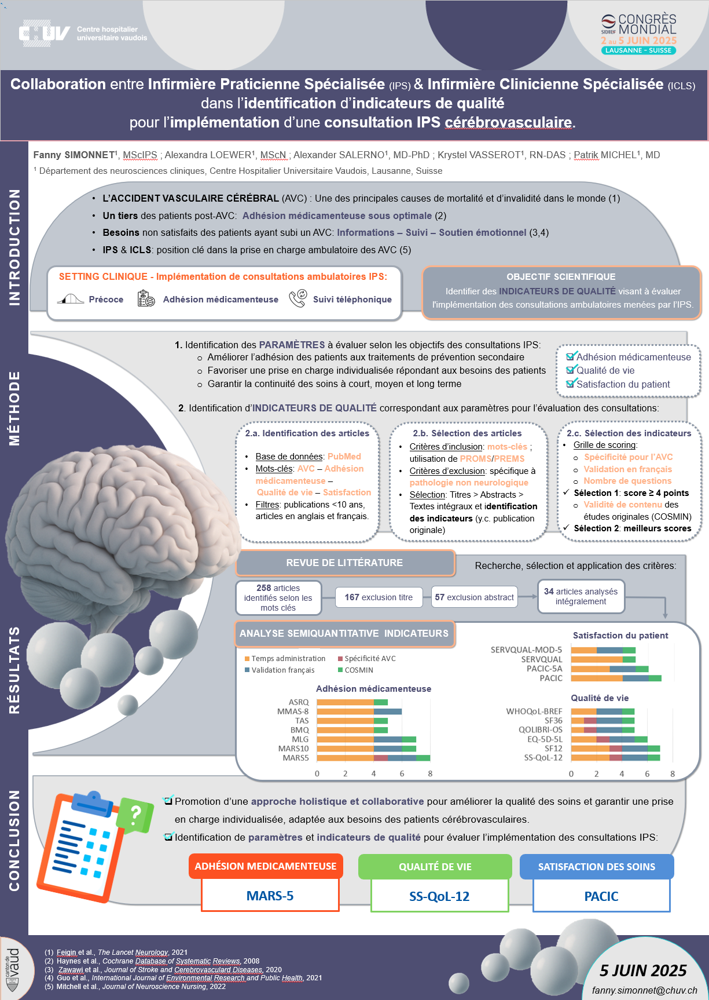 CHUV
Centre hospitalier
universitaire vaudois
SIDIIEF
CONGRÈS
MONDIAL
2 au 5 JUIN 2025
LAUSANNE – SUISSE
Collaboration entre Infirmière Praticienne Spécialisée (IPS) & Infirmière Clinicienne Spécialisée (ICLS)
dans l’identification d’indicateurs de qualité
pour l’implémentation d’une consultation IPS cérébrovasculaire.
Fanny SIMONNET¹, MScIPS ; Alexandra LOEWER¹, MScN ; Alexander SALERNO¹, MD-PhD ; Krystel VASSEROT¹, RN-DAS ; Patrik MICHEL¹, MD
¹ Département des neurosciences cliniques, Centre Hospitalier Universitaire Vaudois, Lausanne, Suisse
INTRODUCTION
• L’ACCIDENT VASCULAIRE CÉRÉBRAL (AVC) : Une des principales causes de mortalité et d’invalidité dans le monde (1)
• Un tiers des patients post-AVC: Adhésion médicamenteuse sous optimale (2)
• Besoins non satisfaits des patients ayant subi un AVC: Informations – Suivi – Soutien émotionnel (3,4)
• IPS & ICLS: position clé dans la prise en charge ambulatoire des AVC (5)
SETTING CLINIQUE - Implémentation de consultations ambulatoires IPS:
Précoce
Adhésion médicamenteuse
Suivi téléphonique
OBJECTIF SCIENTIFIQUE
Identifier des INDICATEURS DE QUALITÉ visant à évaluer
l'implémentation des consultations ambulatoires menées par l’IPS.
MÉTHODE
1. Identification des PARAMÈTRES à évaluer selon les objectifs des consultations IPS:
o Améliorer l’adhésion des patients aux traitements de prévention secondaire
o Favoriser une prise en charge individualisée répondant aux besoins des patients
o Garantir la continuité des soins à court, moyen et long terme
Adhésion médicamenteuse
Qualité de vie
Satisfaction du patient
2. Identification d’INDICATEURS DE QUALITÉ correspondant aux paramètres pour l’évaluation des consultations:
2.a. Identification des articles
• Base de données: PubMed
• Mots-clés: AVC – Adhésion
médicamenteuse –
Qualité de vie – Satisfaction
• Filtres: publications <10 ans,
articles en anglais et français.
2.b. Sélection des articles
• Critères d’inclusion: mots-clés ;
utilisation de PROMS/PREMS
• Critères d’exclusion: spécifique à
pathologie non neurologique
• Sélection: Titres > Abstracts >
Textes intégraux et identification
des indicateurs (y.c. publication
originale)
2.c. Sélection des indicateurs
• Grille de scoring:
o Spécificité pour l’AVC
o Validation en français
o Nombre de questions
✓ Sélection 1: score ≥ 4 points
o Validité de contenu des
études originales (COSMIN)
✓ Sélection 2: meilleurs scores
RÉSULTATS
REVUE DE LITTÉRATURE
Recherche, sélection et application des critères:
258 articles
identifiés selon les
mots clés
167 exclusion titre
57 exclusion abstract
34 articles analysés
intégralement
ANALYSE SEMIQUANTITATIVE INDICATEURS
Temps administration
Spécificité AVC
Validation français
COSMIN
Adhésion médicamenteuse
ASRQ
MMAS-8
TAS
BMQ
MLG
MARS10
MARS5
0 2 4 6 8
Satisfaction du patient
SERVQUAL-MOD-5
SERVQUAL
PACIC-5A
PACIC
Qualité de vie
WHOQoL-BREF
SF36
QOLIBRI-OS
EQ-5D-5L
SF12
SS-QoL-12
0 2 4 6 8
CONCLUSION
Promotion d’une approche holistique et collaborative pour améliorer la qualité des soins et garantir une prise
en charge individualisée, adaptée aux besoins des patients cérébrovasculaires.
Identification de paramètres et indicateurs de qualité pour évaluer l’implémentation des consultations IPS:
ADHÉSION MEDICAMENTEUSE
MARS-5
QUALITÉ DE VIE
SS-QoL-12
SATISFACTION DES SOINS
PACIC
canton de
vaud
(1) Feigin et al., The Lancet Neurology, 2021
(2) Haynes et al., Cochrane Database of Systematic Reviews, 2008
(3) Zawawi et al., Journal of Stroke and Cerebrovasculard Diseases, 2020
(4) Guo et al., International Journal of Environmental Research and Public Health, 2021
(5) Mitchell et al., Journal of Neuroscience Nursing, 2022
5 JUIN 2025
fanny.simonnet@chuv.ch